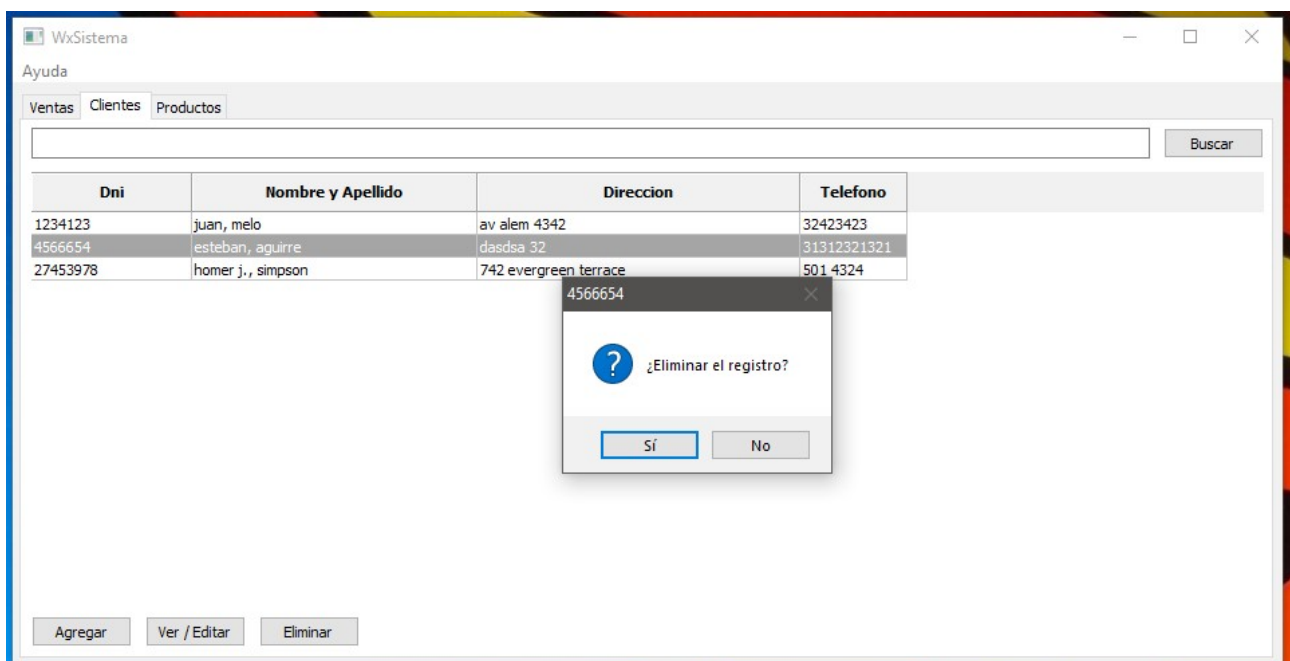 WxSistema
Ayuda
Ventas Clientes Productos
Buscar
Dni Nombre y Apellido Direccion Telefono
1234123 juan, melo av alem 4342 32423423
4566654 esteban, aguirre dasdsa 32 31312321321
27453978 homer j., simpson 742 evergreen terrace 501 4324
4566654
¿Eliminar el registro?
Sí No
Agregar Ver / Editar Eliminar